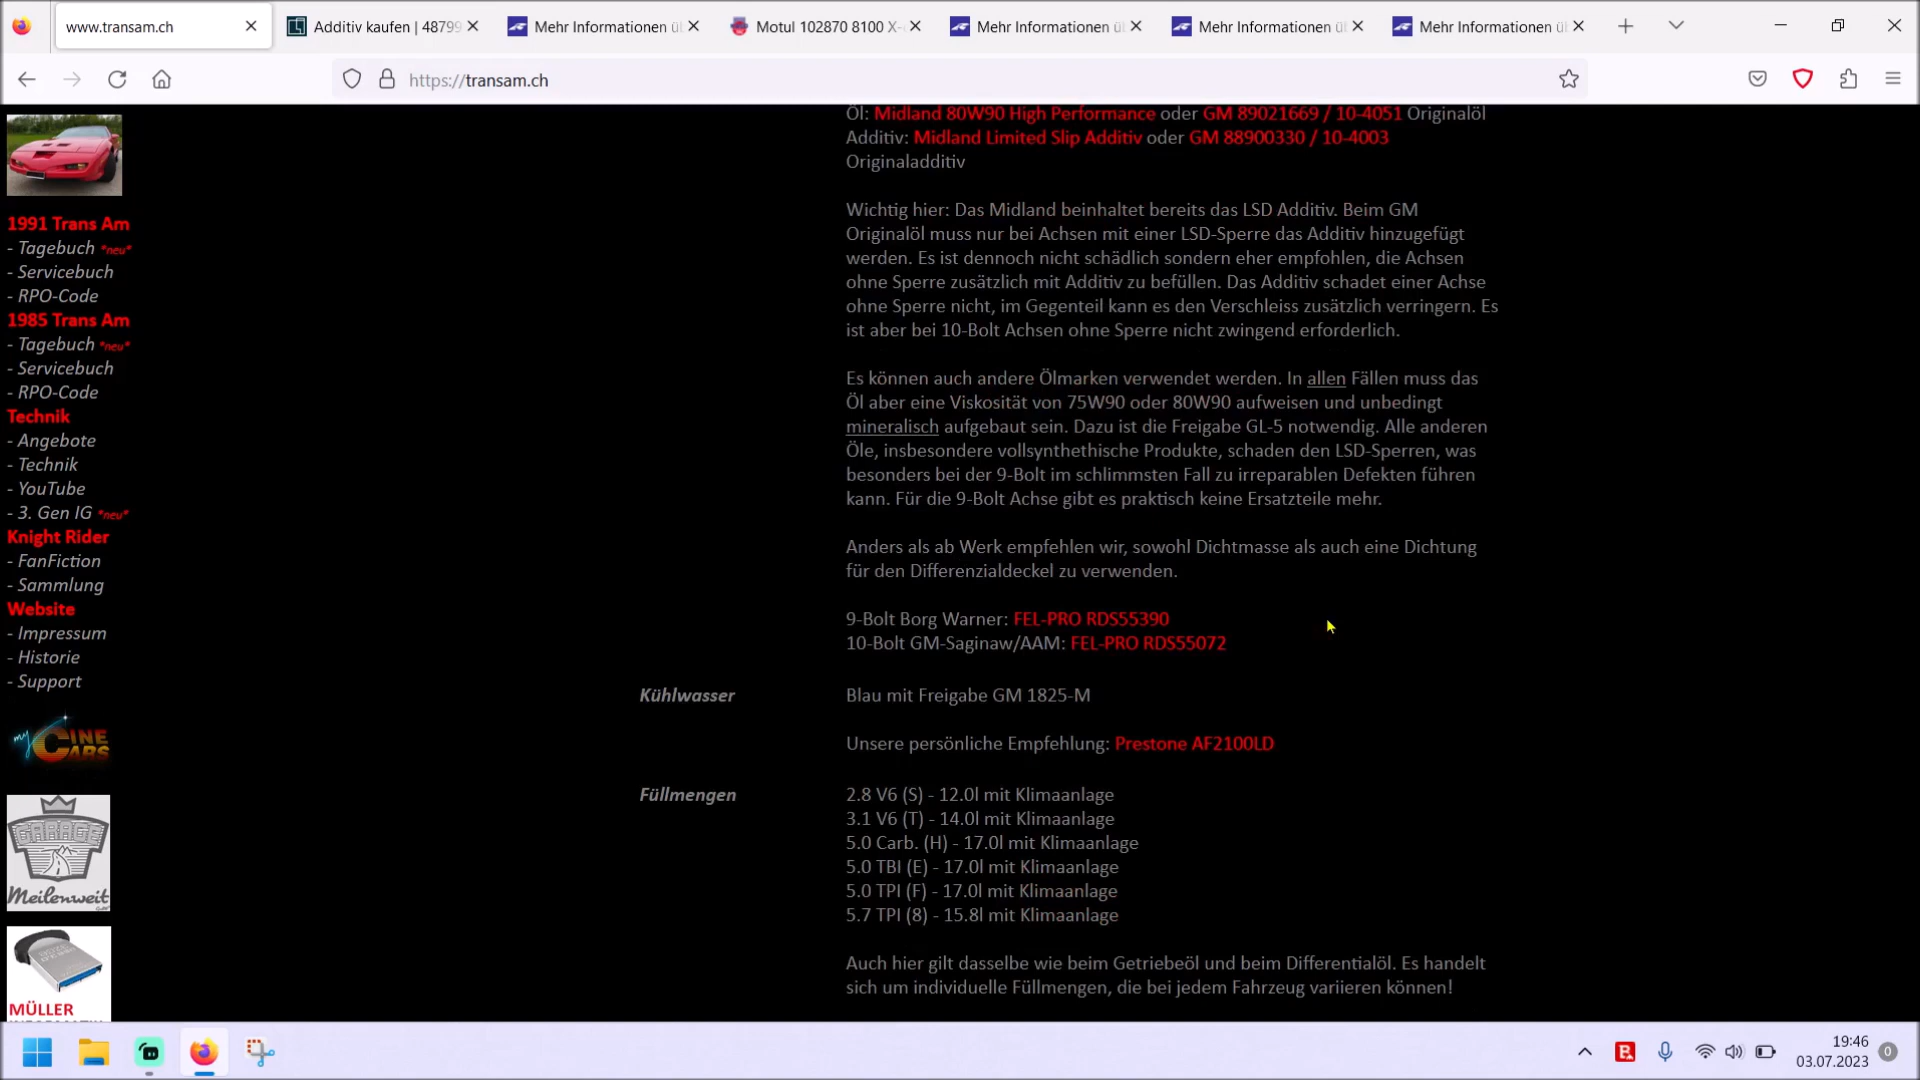 www.transam.ch
Additiv kaufen | 48799
Mehr Informationen ü
Motul 102870 8100 X-
Mehr Informationen ü
Mehr Informationen ü
Mehr Informationen ü
https://transam.ch
1991 Trans Am
- Tagebuch *neu*
- Servicebuch
- RPO-Code
1985 Trans Am
- Tagebuch *neu*
- Servicebuch
- RPO-Code
Technik
- Angebote
- Technik
- YouTube
- 3. Gen IG *neu*
Knight Rider
- FanFiction
- Sammlung
Website
- Impressum
- Historie
- Support
my CINE CARS
GARAGE
Meilenweit
MÜLLER
Öl: Midland 80W90 High Performance oder GM 89021669 / 10-4051 Originalöl
Additiv: Midland Limited Slip Additiv oder GM 88900330 / 10-4003
Originaladditiv
Wichtig hier: Das Midland beinhaltet bereits das LSD Additiv. Beim GM
Originalöl muss nur bei Achsen mit einer LSD-Sperre das Additiv hinzugefügt
werden. Es ist dennoch nicht schädlich sondern eher empfohlen, die Achsen
ohne Sperre zusätzlich mit Additiv zu befüllen. Das Additiv schadet einer Achse
ohne Sperre nicht, im Gegenteil kann es den Verschleiss zusätzlich verringern. Es
ist aber bei 10-Bolt Achsen ohne Sperre nicht zwingend erforderlich.
Es können auch andere Ölmarken verwendet werden. In allen Fällen muss das
Öl aber eine Viskosität von 75W90 oder 80W90 aufweisen und unbedingt
mineralisch aufgebaut sein. Dazu ist die Freigabe GL-5 notwendig. Alle anderen
Öle, insbesondere vollsynthethische Produkte, schaden den LSD-Sperren, was
besonders bei der 9-Bolt im schlimmsten Fall zu irreparablen Defekten führen
kann. Für die 9-Bolt Achse gibt es praktisch keine Ersatzteile mehr.
Anders als ab Werk empfehlen wir, sowohl Dichtmasse als auch eine Dichtung
für den Differenzialdeckel zu verwenden.
9-Bolt Borg Warner: FEL-PRO RDS55390
10-Bolt GM-Saginaw/AAM: FEL-PRO RDS55072
Kühlwasser
Blau mit Freigabe GM 1825-M
Unsere persönliche Empfehlung: Prestone AF2100LD
Füllmengen
2.8 V6 (S) - 12.0l mit Klimaanlage
3.1 V6 (T) - 14.0l mit Klimaanlage
5.0 Carb. (H) - 17.0l mit Klimaanlage
5.0 TBI (E) - 17.0l mit Klimaanlage
5.0 TPI (F) - 17.0l mit Klimaanlage
5.7 TPI (8) - 15.8l mit Klimaanlage
Auch hier gilt dasselbe wie beim Getriebeöl und beim Differentialöl. Es handelt
sich um individuelle Füllmengen, die bei jedem Fahrzeug variieren können!
19:46
03.07.2023
0